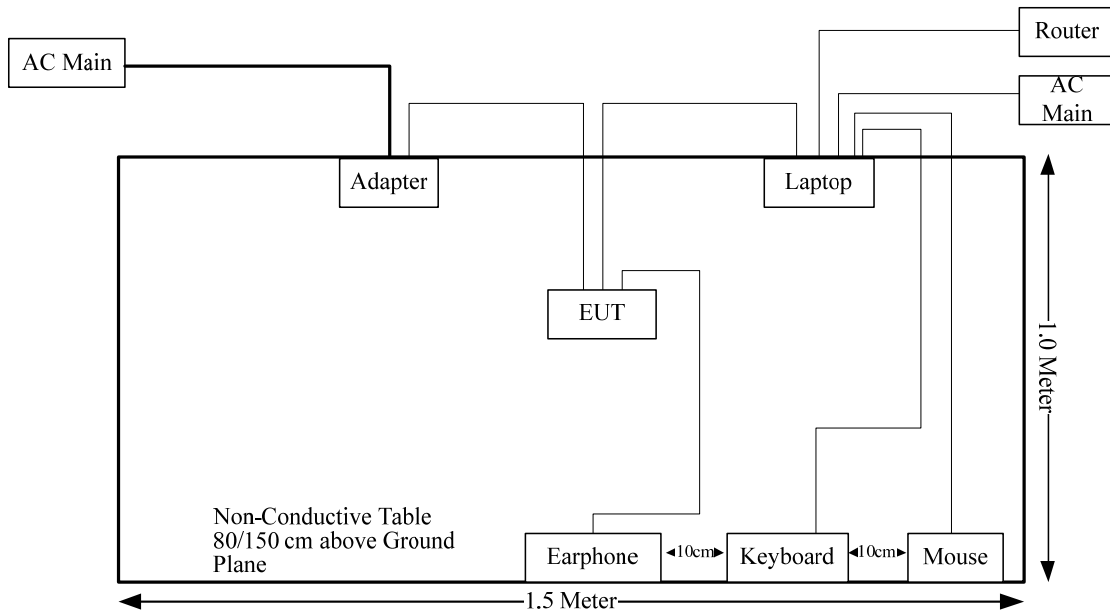 Router
AC Main
AC
Main
Adapter
Laptop
EUT
1.0 Meter
Non-Conductive Table
80/150 cm above Ground
Plane
Earphone
10cm
Keyboard
10cm
Mouse
1.5 Meter